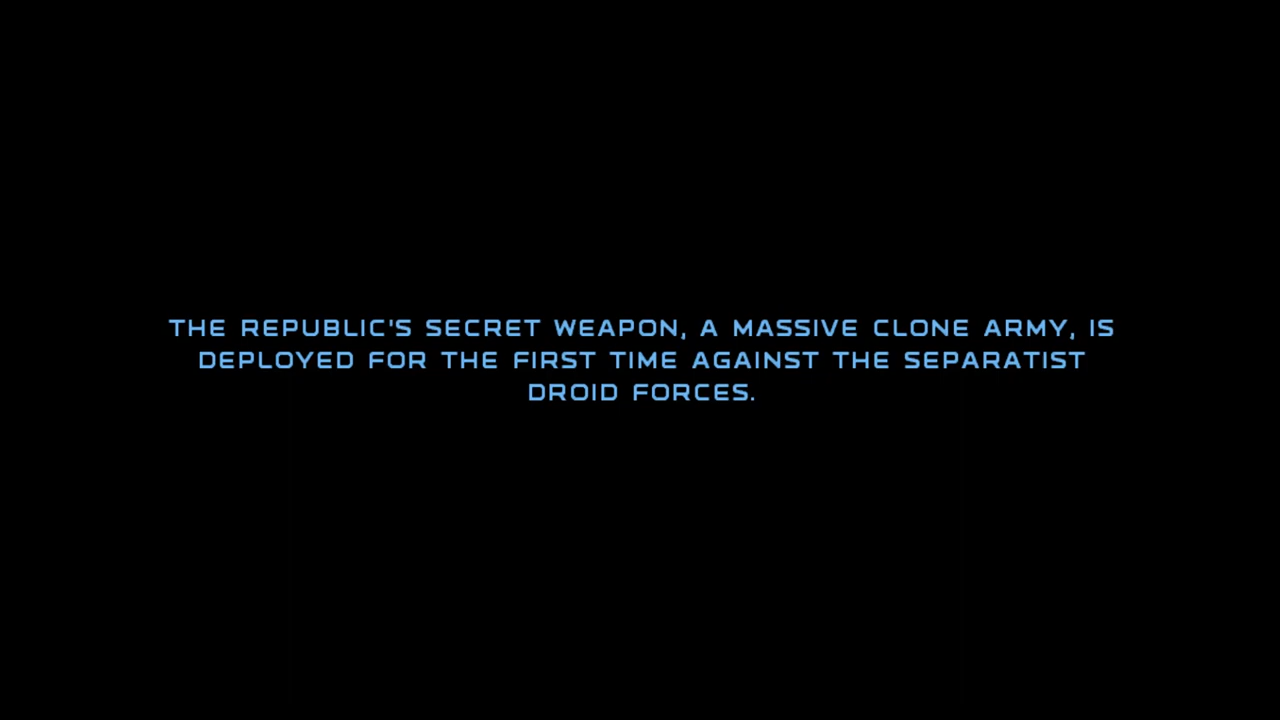 THE REPUBLIC'S SECRET WEAPON, A MASSIVE CLONE ARMY, IS
DEPLOYED FOR THE FIRST TIME AGAINST THE SEPARATIST
DROID FORCES.